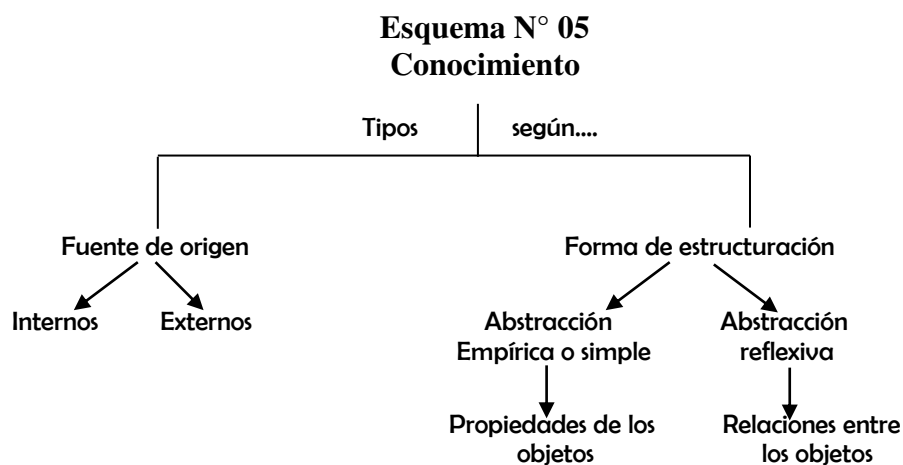 Esquema N° 05
Conocimiento
Tipos según....
Fuente de origen
Forma de estructuración
Internos
Externos
Abstracción
Empírica o simple
Abstracción
reflexiva
Propiedades de los
objetos
Relaciones entre
los objetos